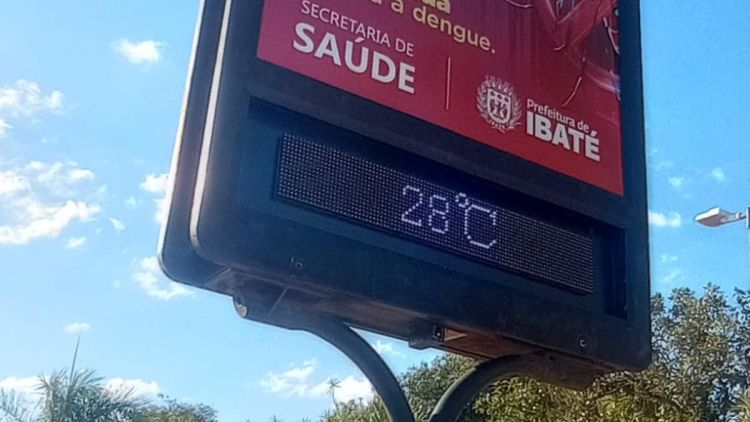 a dengue.
SECRETARIA DE
SAÚDE
Prefeitura de
IBATÉ
28°C